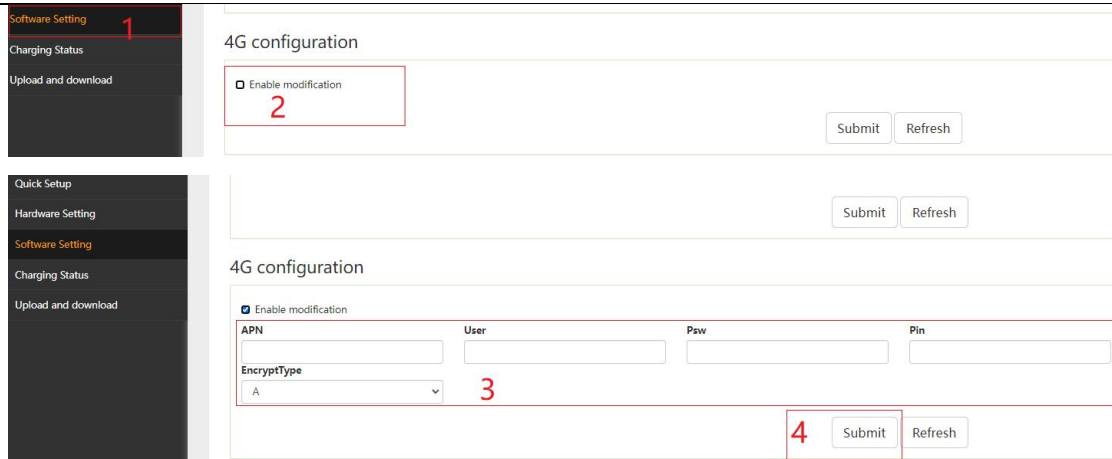 Software Setting
1
Charging Status
Upload and download
4G configuration
Enable modification
2
Submit Refresh
Quick Setup
Hardware Setting
Software Setting
Charging Status
Upload and download
Submit Refresh
4G configuration
Enable modification
APN User Psw Pin
EncryptType
A
3
4
Submit Refresh